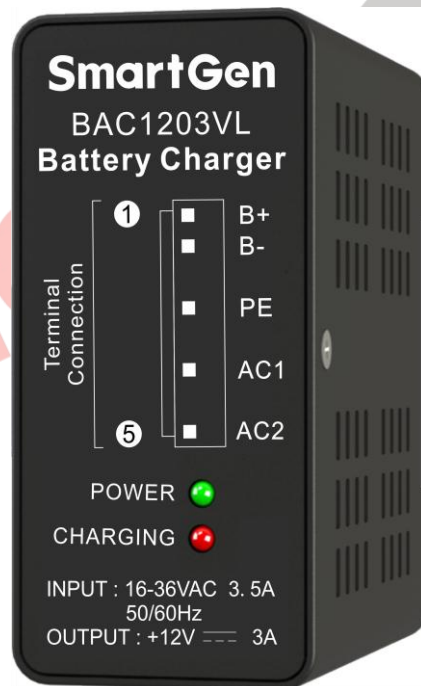 SmartGen
BAC1203VL
Battery Charger
Terminal
Connection
1
B+
B-
PE
AC1
5
AC2
POWER
CHARGING
INPUT : 16-36VAC 3. 5A
50/60Hz
OUTPUT : +12V ⎓ 3A